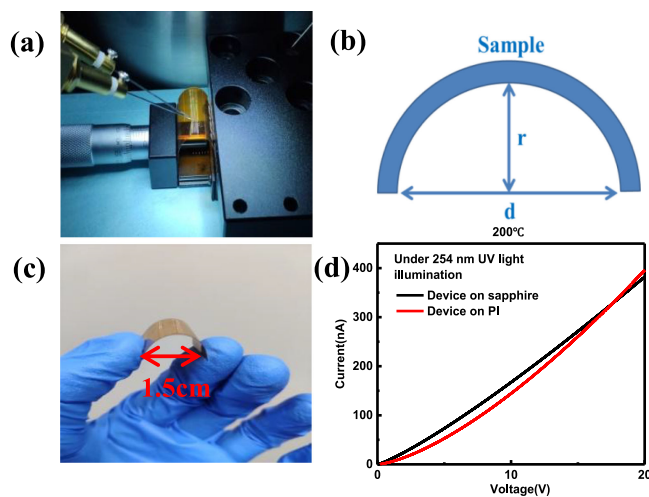 (a)
(b)
Sample
r
d
200℃
(c)
1.5cm
(d)
Under 254 nm UV light
illumination
Device on sapphire
Device on PI
Current(nA)
400
300
200
100
0
0
10
20
Voltage(V)